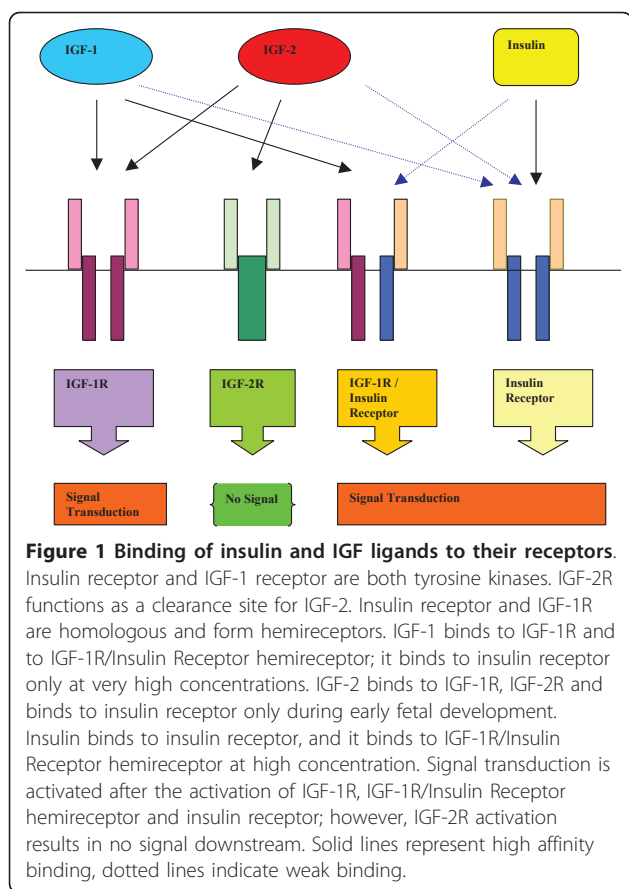 IGF-1
IGF-2
Insulin
IGF-1R
IGF-2R
IGF-1R /
Insulin
Receptor
Insulin
Receptor
Signal
Transduction
No Signal
Signal Transduction
Figure 1 Binding of insulin and IGF ligands to their receptors.
Insulin receptor and IGF-1 receptor are both tyrosine kinases. IGF-2R
functions as a clearance site for IGF-2. Insulin receptor and IGF-1R
are homologous and form hemireceptors. IGF-1 binds to IGF-1R and
to IGF-1R/Insulin Receptor hemireceptor; it binds to insulin receptor
only at very high concentrations. IGF-2 binds to IGF-1R, IGF-2R and
binds to insulin receptor only during early fetal development.
Insulin binds to insulin receptor, and it binds to IGF-1R/Insulin
Receptor hemireceptor at high concentration. Signal transduction is
activated after the activation of IGF-1R, IGF-1R/Insulin Receptor
hemireceptor and insulin receptor; however, IGF-2R activation
results in no signal downstream. Solid lines represent high affinity
binding, dotted lines indicate weak binding.